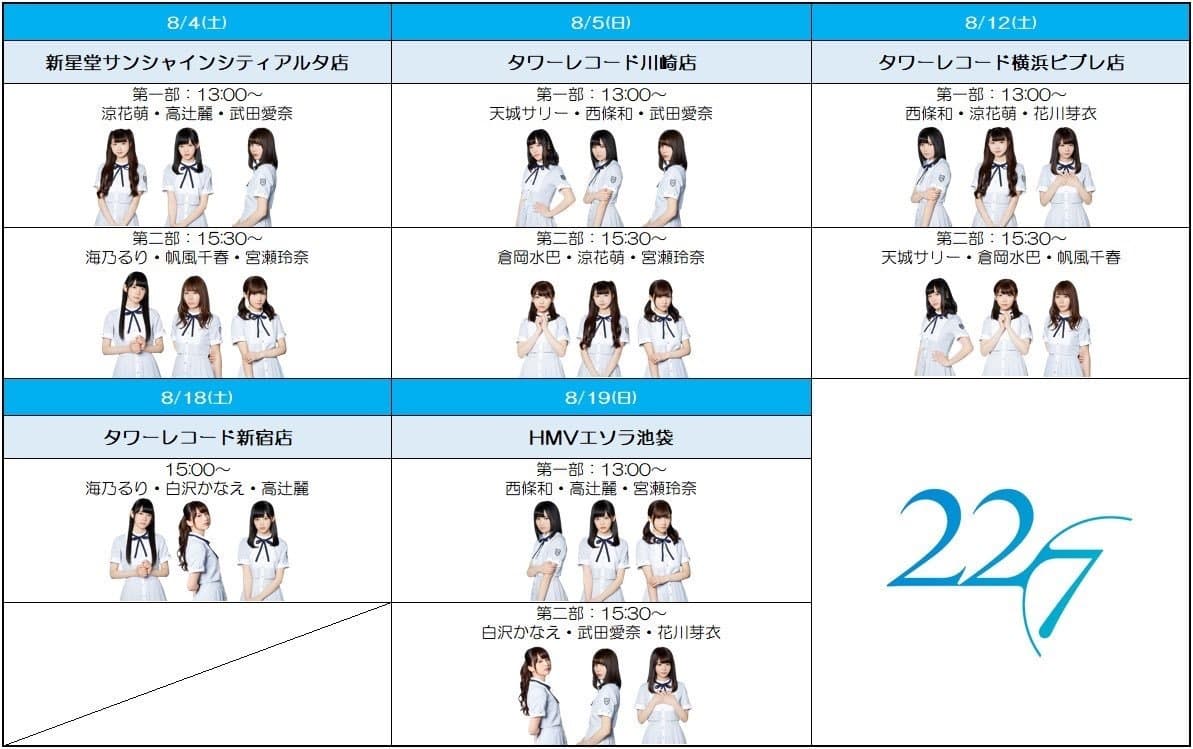 8/4(土)
新星堂サンシャインシティアルタ店
第一部：13:00～
涼花萌・高辻麗・武田愛奈
第二部：15:30～
海乃るり・帆風千春・宮瀬玲奈
8/5(日)
タワーレコード川崎店
第一部：13:00～
天城サリー・西條和・武田愛奈
第二部：15:30～
倉岡水巴・涼花萌・宮瀬玲奈
8/12(土)
タワーレコード横浜ビブレ店
第一部：13:00～
西條和・涼花萌・花川芽衣
第二部：15:30～
天城サリー・倉岡水巴・帆風千春
8/18(土)
タワーレコード新宿店
15:00～
海乃るり・白沢かなえ・高辻麗
8/19(日)
HMVエソラ池袋
第一部：13:00～
西條和・高辻麗・宮瀬玲奈
第二部：15:30～
白沢かなえ・武田愛奈・花川芽衣
22/7